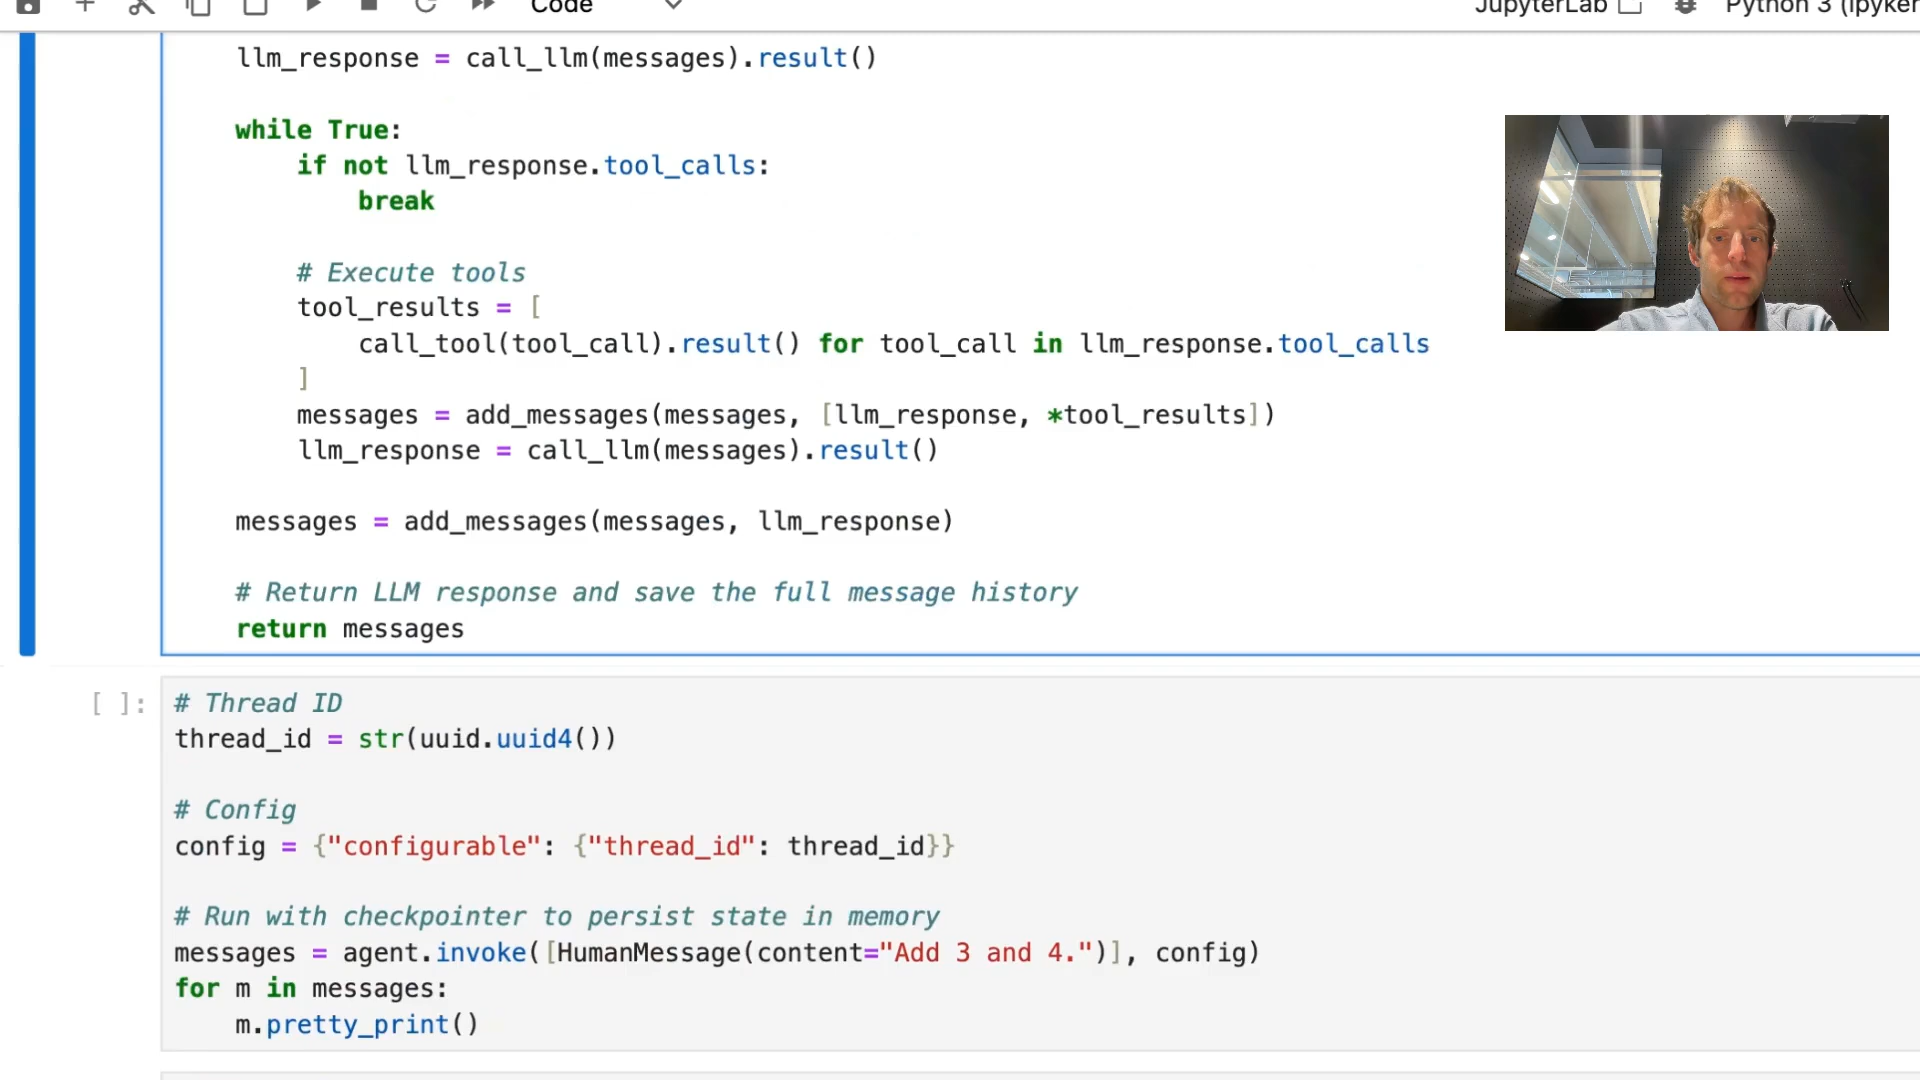 Code
JupyterLab
Python 3 (ipyker
llm_response = call_llm(messages).result()
while True:
if not llm_response.tool_calls:
break
# Execute tools
tool_results = [
call_tool(tool_call).result() for tool_call in llm_response.tool_calls
]
messages = add_messages(messages, [llm_response, *tool_results])
llm_response = call_llm(messages).result()
messages = add_messages(messages, llm_response)
# Return LLM response and save the full message history
return messages
[ ]:
# Thread ID
thread_id = str(uuid.uuid4())
# Config
config = {"configurable": {"thread_id": thread_id}}
# Run with checkpointer to persist state in memory
messages = agent.invoke([HumanMessage(content="Add 3 and 4.")], config)
for m in messages:
m.pretty_print()